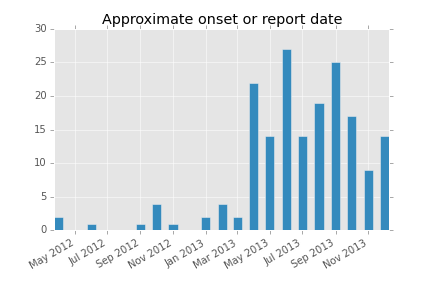 Approximate onset or report date
30
25
20
15
10
5
0
May 2012
Jul 2012
Sep 2012
Nov 2012
Jan 2013
Mar 2013
May 2013
Jul 2013
Sep 2013
Nov 2013